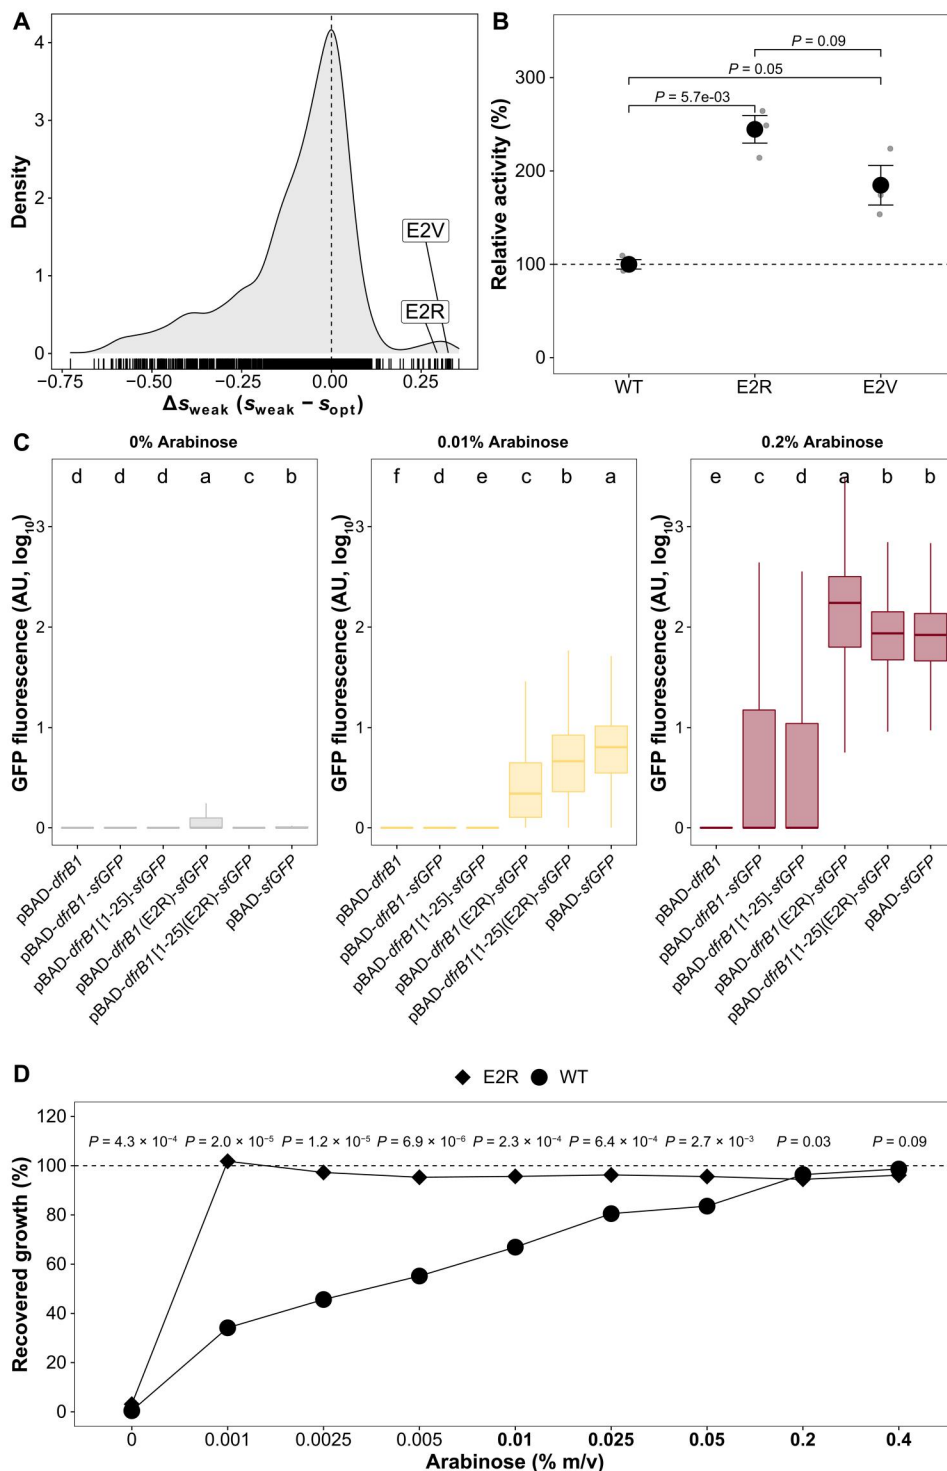 A
4
3
2
1
0
Density
E2V
E2R
−0.75
−0.50
−0.25
0.00
0.25
Δsweak (sweak − sopt)
B
300
200
100
0
Relative activity (%)
P = 0.09
P = 0.05
P = 5.7e-03
WT
E2R
E2V
C
0% Arabinose
d d d a c b
3
2
1
0
GFP fluorescence (AU, log10)
pBAD-dfrB1
pBAD-dfrB1-sfGFP
pBAD-dfrB1[1-25]-sfGFP
pBAD-dfrB1(E2R)-sfGFP
pBAD-dfrB1[1-25](E2R)-sfGFP
pBAD-sfGFP
0.01% Arabinose
f d e c b a
3
2
1
0
GFP fluorescence (AU, log10)
pBAD-dfrB1
pBAD-dfrB1-sfGFP
pBAD-dfrB1[1-25]-sfGFP
pBAD-dfrB1(E2R)-sfGFP
pBAD-dfrB1[1-25](E2R)-sfGFP
pBAD-sfGFP
0.2% Arabinose
e c d a b b
3
2
1
0
GFP fluorescence (AU, log10)
pBAD-dfrB1
pBAD-dfrB1-sfGFP
pBAD-dfrB1[1-25]-sfGFP
pBAD-dfrB1(E2R)-sfGFP
pBAD-dfrB1[1-25](E2R)-sfGFP
pBAD-sfGFP
D
E2R WT
120
100
80
60
40
20
0
Recovered growth (%)
P = 4.3 × 10⁻⁴ P = 2.0 × 10⁻⁵ P = 1.2 × 10⁻⁵ P = 6.9 × 10⁻⁶ P = 2.3 × 10⁻⁴ P = 6.4 × 10⁻⁴ P = 2.7 × 10⁻³ P = 0.03 P = 0.09
0 0.001 0.0025 0.005 0.01 0.025 0.05 0.2 0.4
Arabinose (% m/v)